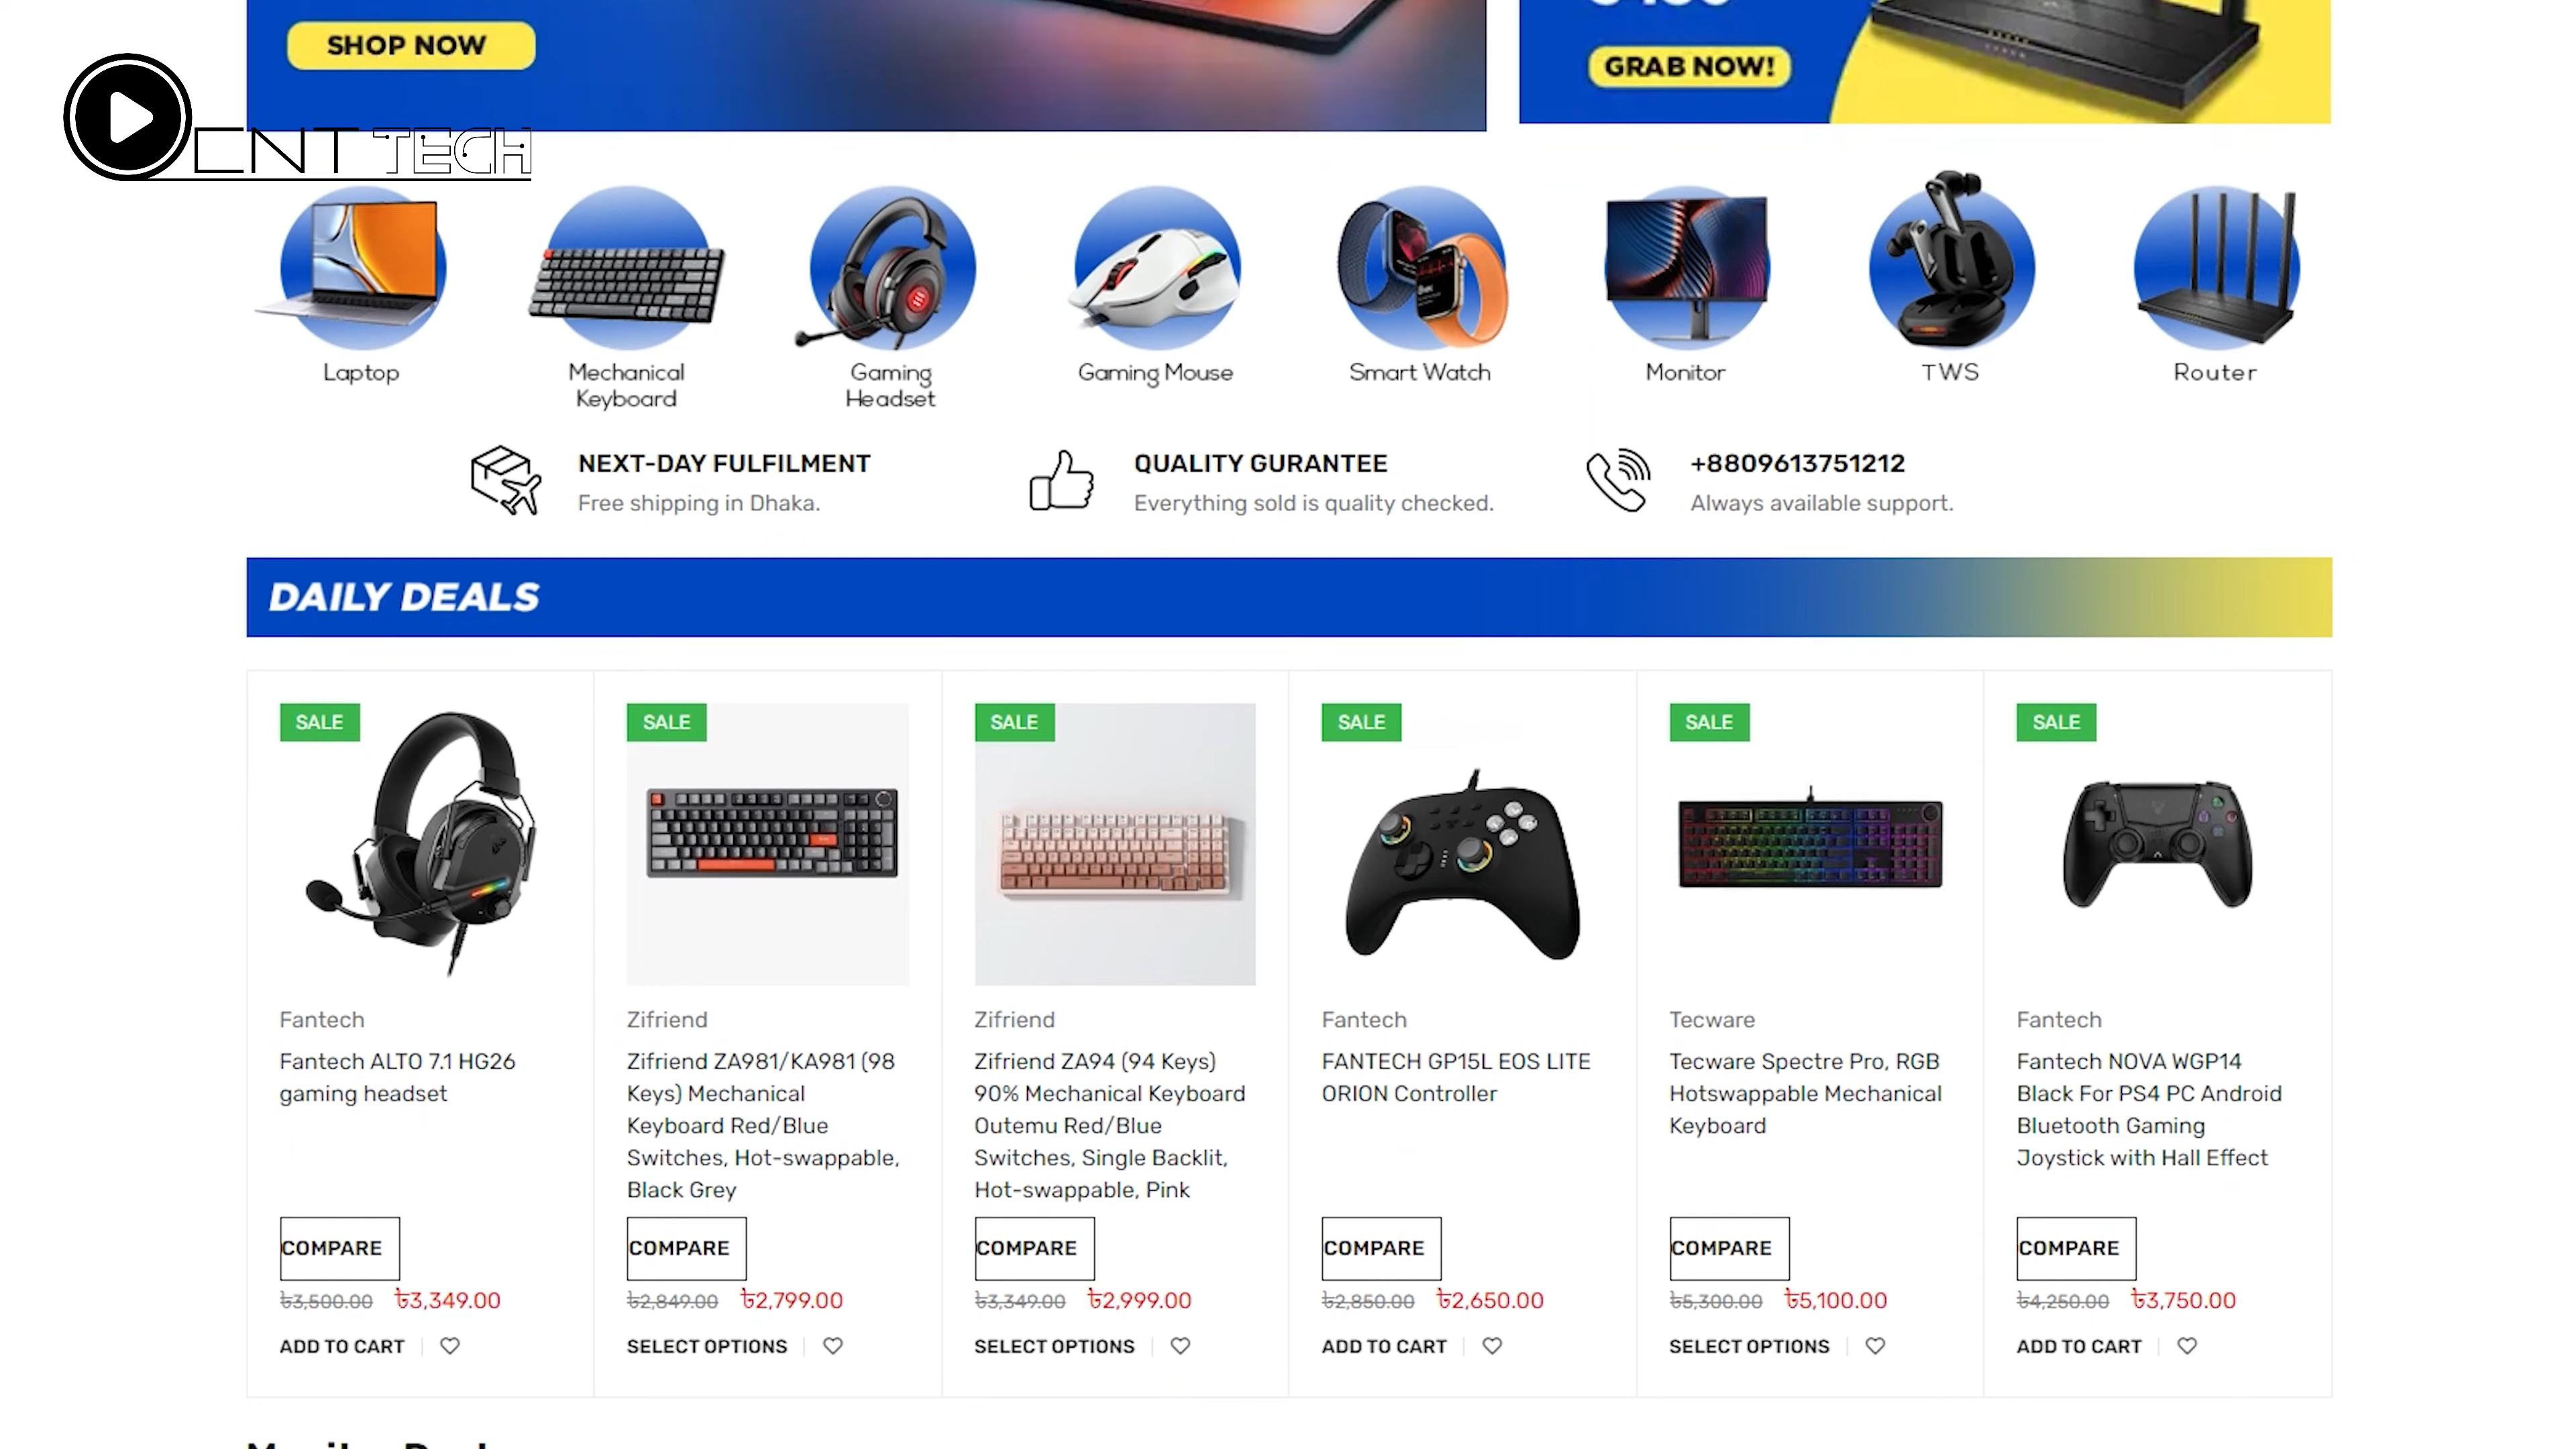 SHOP NOW
GRAB NOW!
CNT TECH
Laptop
Mechanical
Keyboard
Gaming
Headset
Gaming Mouse
Smart Watch
Monitor
TWS
Router
NEXT-DAY FULFILMENT
Free shipping in Dhaka.
QUALITY GURANTEE
Everything sold is quality checked.
+8809613751212
Always available support.
DAILY DEALS
SALE
Fantech
Fantech ALTO 7.1 HG26
gaming headset
COMPARE
৳3,500.00 ৳3,349.00
ADD TO CART
SALE
Zifriend
Zifriend ZA981/KA981 (98
Keys) Mechanical
Keyboard Red/Blue
Switches, Hot-swappable,
Black Grey
COMPARE
৳2,849.00 ৳2,799.00
SELECT OPTIONS
SALE
Zifriend
Zifriend ZA94 (94 Keys)
90% Mechanical Keyboard
Outemu Red/Blue
Switches, Single Backlit,
Hot-swappable, Pink
COMPARE
৳3,349.00 ৳2,999.00
SELECT OPTIONS
SALE
Fantech
FANTECH GP15L EOS LITE
ORION Controller
COMPARE
৳2,850.00 ৳2,650.00
ADD TO CART
SALE
Tecware
Tecware Spectre Pro, RGB
Hotswappable Mechanical
Keyboard
COMPARE
৳5,300.00 ৳5,100.00
SELECT OPTIONS
SALE
Fantech
Fantech NOVA WGP14
Black For PS4 PC Android
Bluetooth Gaming
Joystick with Hall Effect
COMPARE
৳4,250.00 ৳3,750.00
ADD TO CART